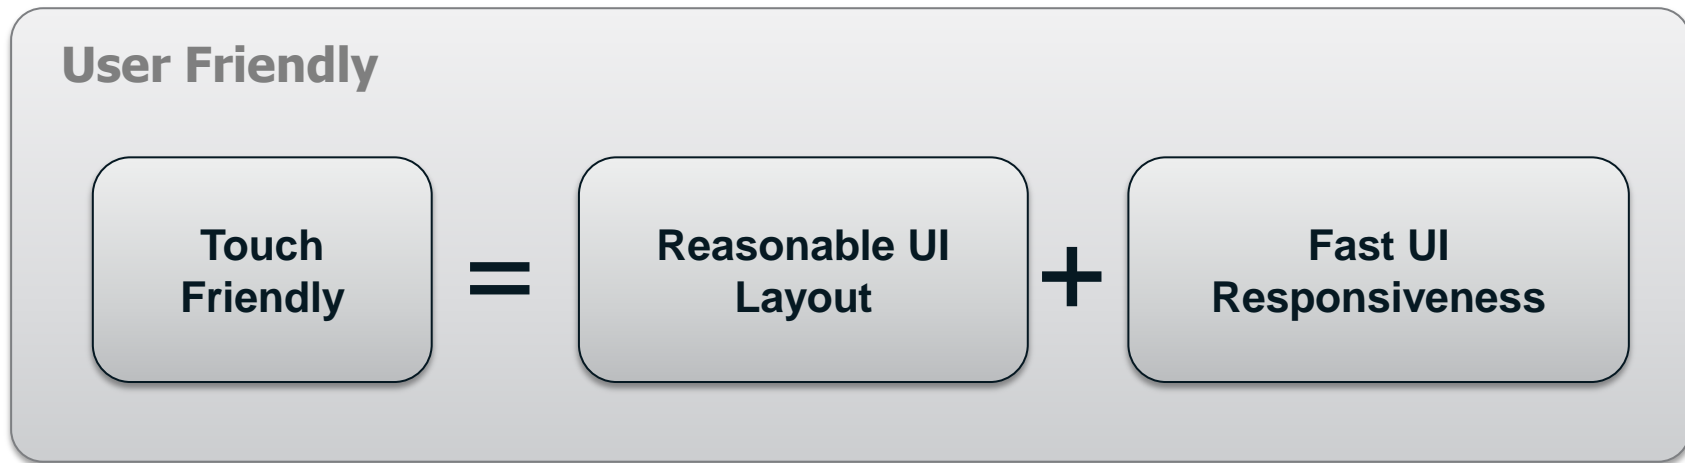 User Friendly
Touch
Friendly
=
Reasonable UI
Layout
+
Fast UI
Responsiveness